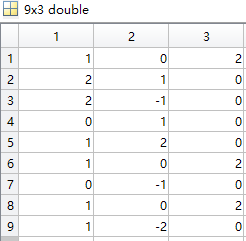 9x3 double
1 2 3
1 1 0 2
2 2 1 0
3 2 -1 0
4 0 1 0
5 1 2 0
6 1 0 2
7 0 -1 0
8 1 0 2
9 1 -2 0